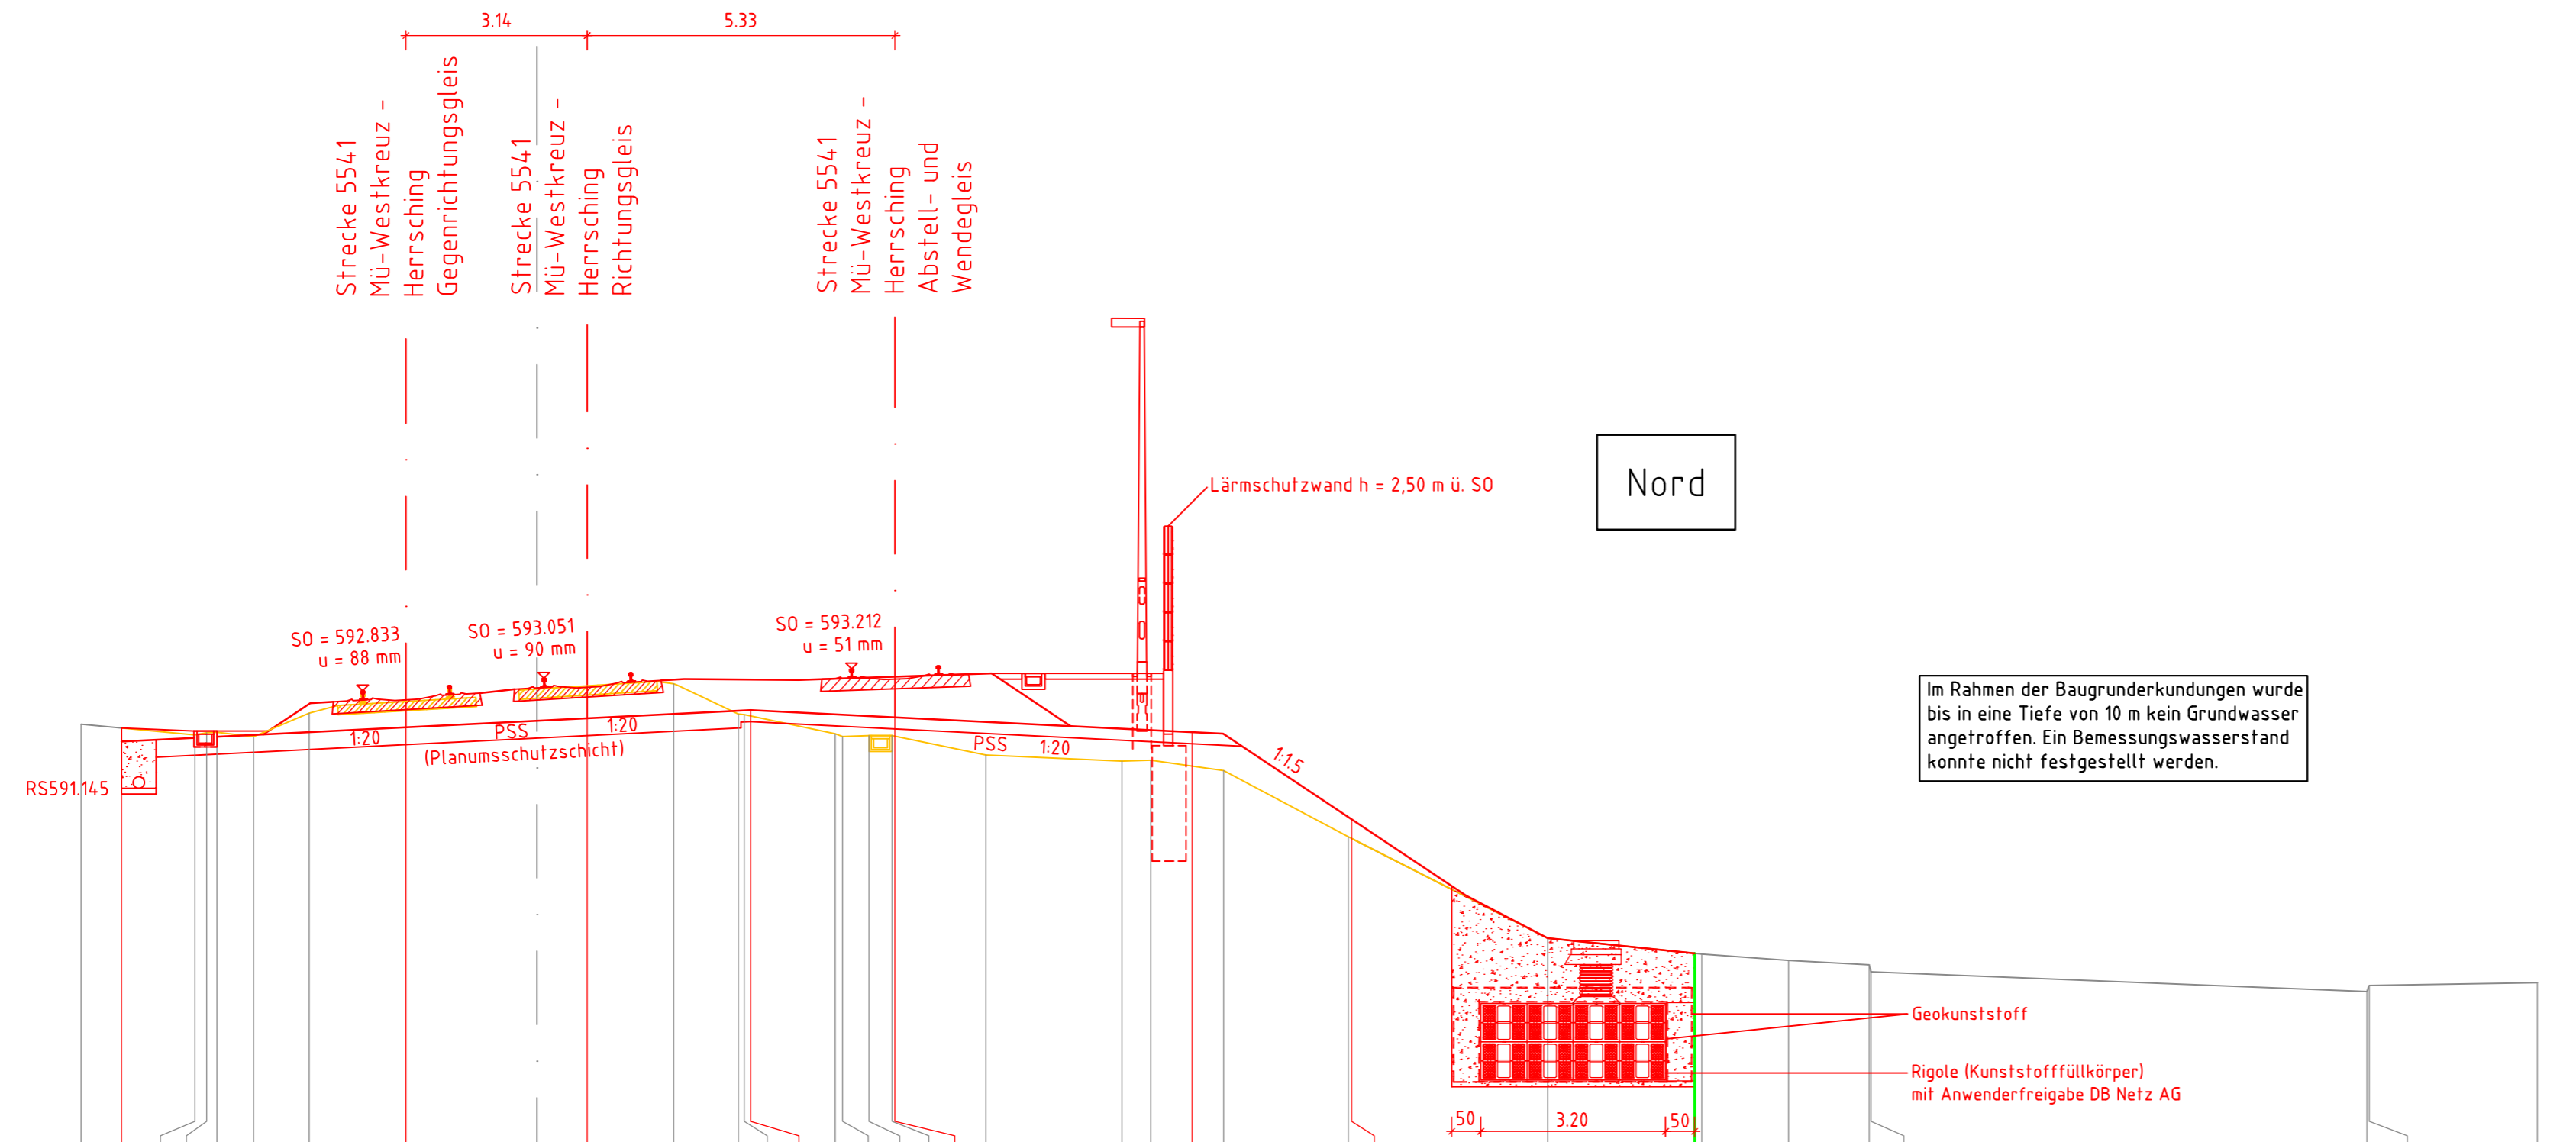 3.14
5.33
Strecke 5541
Mü-Westkreuz -
Herrsching
Gegenrichtungsgleis
Strecke 5541
Mü-Westkreuz -
Herrsching
Richtungsgleis
Strecke 5541
Mü-Westkreuz -
Herrsching
Abstell- und
Wendegleis
Nord
Lärmschutzwand h = 2,50 m ü. SO
SO = 592.833
u = 88 mm
SO = 593.051
u = 90 mm
SO = 593.212
u = 51 mm
Im Rahmen der Baugrunderkundungen wurde
bis in eine Tiefe von 10 m kein Grundwasser
angetroffen. Ein Bemessungswasserstand
konnte nicht festgestellt werden.
1:20
PSS
(Planumsschutzschicht)
1:20
PSS
1:20
1:1.5
RS591.145
Geokunststoff
Rigole (Kunststofffüllkörper)
mit Anwenderfreigabe DB Netz AG
50
3.20
50